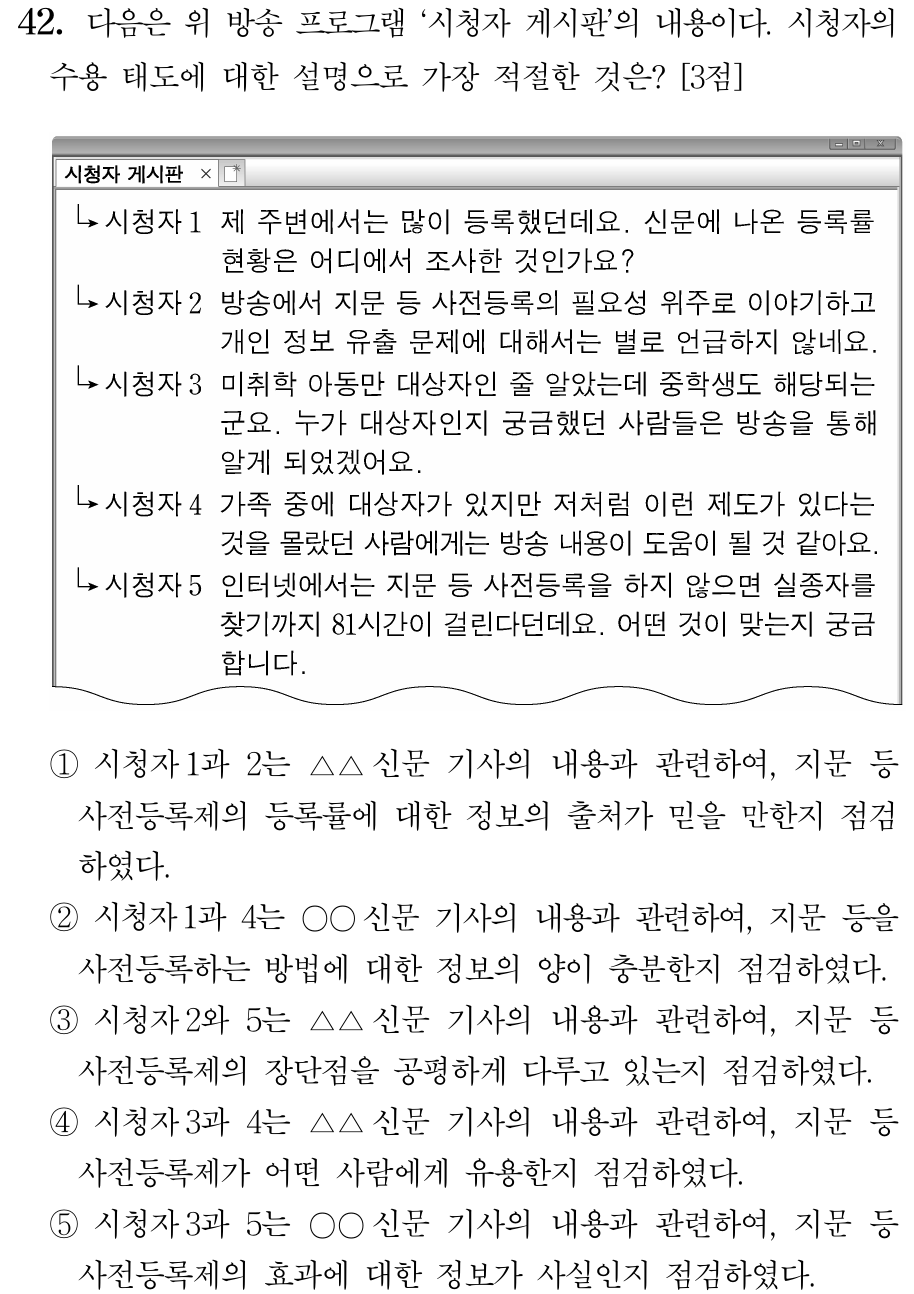 42. 다음은 위 방송 프로그램 ‘시청자 게시판’의 내용이다. 시청자의
수용 태도에 대한 설명으로 가장 적절한 것은? [3점]
시청자 게시판 ×
시청자 1 제 주변에서는 많이 등록했던데요. 신문에 나온 등록률
현황은 어디에서 조사한 것인가요?
시청자 2 방송에서 지문 등 사전등록의 필요성 위주로 이야기하고
개인 정보 유출 문제에 대해서는 별로 언급하지 않네요.
시청자 3 미취학 아동만 대상자인 줄 알았는데 중학생도 해당되는
군요. 누가 대상자인지 궁금했던 사람들은 방송을 통해
알게 되었겠어요.
시청자 4 가족 중에 대상자가 있지만 저처럼 이런 제도가 있다는
것을 몰랐던 사람에게는 방송 내용이 도움이 될 것 같아요.
시청자 5 인터넷에서는 지문 등 사전등록을 하지 않으면 실종자를
찾기까지 81시간이 걸린다던데요. 어떤 것이 맞는지 궁금
합니다.
① 시청자 1과 2는 △△신문 기사의 내용과 관련하여, 지문 등
사전등록제의 등록률에 대한 정보의 출처가 믿을 만한지 점검
하였다.
② 시청자 1과 4는 ○○신문 기사의 내용과 관련하여, 지문 등을
사전등록하는 방법에 대한 정보의 양이 충분한지 점검하였다.
③ 시청자 2와 5는 △△신문 기사의 내용과 관련하여, 지문 등
사전등록제의 장단점을 공평하게 다루고 있는지 점검하였다.
④ 시청자 3과 4는 △△신문 기사의 내용과 관련하여, 지문 등
사전등록제가 어떤 사람에게 유용한지 점검하였다.
⑤ 시청자 3과 5는 ○○신문 기사의 내용과 관련하여, 지문 등
사전등록제의 효과에 대한 정보가 사실인지 점검하였다.